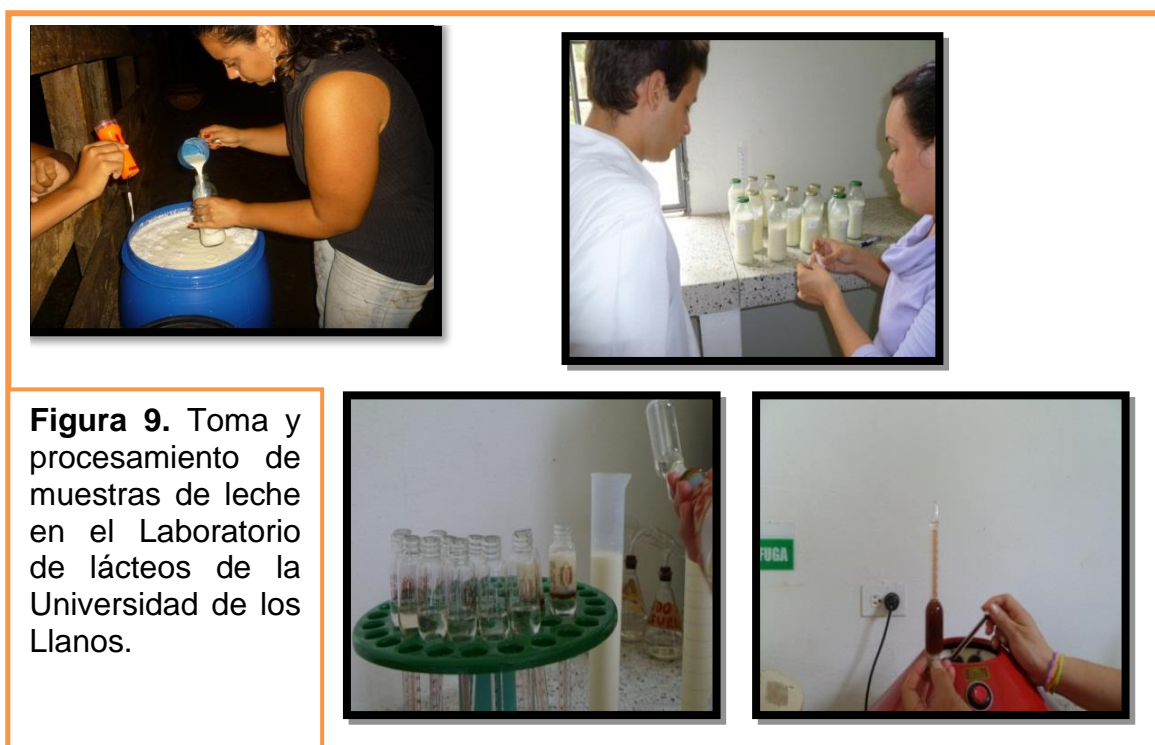 Figura 9. Toma y
procesamiento de
muestras de leche
en el Laboratorio
de lácteos de la
Universidad de los
Llanos.
FUGA